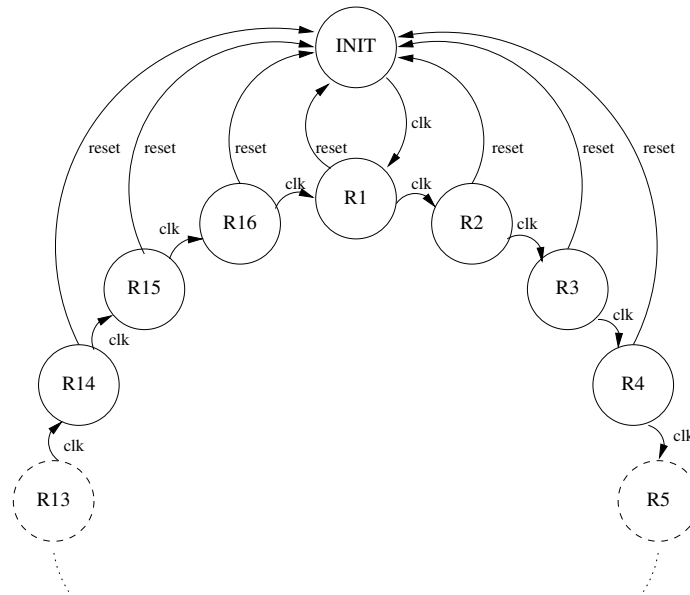 INIT
clk
reset
reset
reset
reset
reset
reset
reset
clk
R1
clk
R16
R2
clk
clk
R15
R3
clk
clk
R14
R4
clk
clk
R13
R5